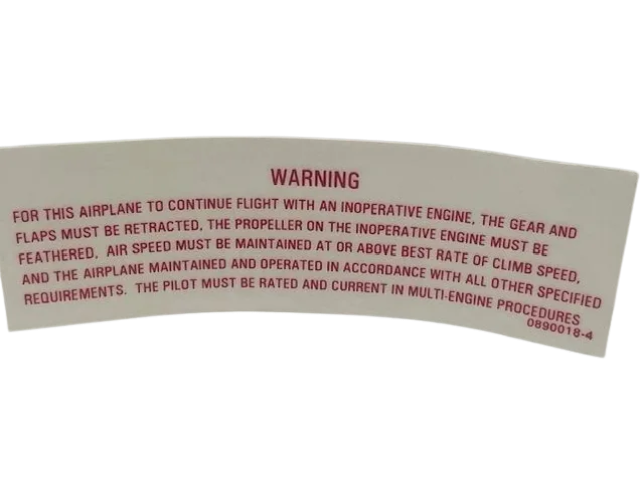 WARNING
FOR THIS AIRPLANE TO CONTINUE FLIGHT WITH AN INOPERATIVE ENGINE, THE GEAR AND
FLAPS MUST BE RETRACTED, THE PROPELLER ON THE INOPERATIVE ENGINE MUST BE
FEATHERED, AIR SPEED MUST BE MAINTAINED AT OR ABOVE BEST RATE OF CLIMB SPEED,
AND THE AIRPLANE MAINTAINED AND OPERATED IN ACCORDANCE WITH ALL OTHER SPECIFIED
REQUIREMENTS. THE PILOT MUST BE RATED AND CURRENT IN MULTI-ENGINE PROCEDURES
0890018-4